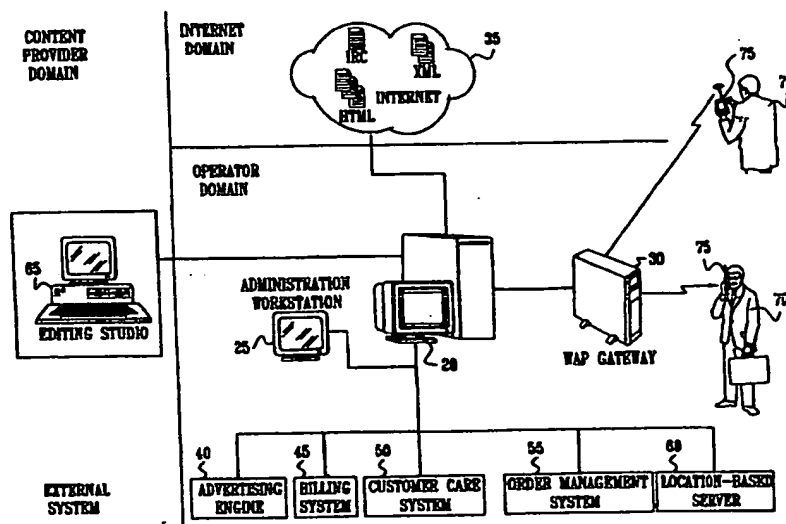 CONTENT
PROVIDER
DOMAIN
INTERNET
DOMAIN
IRC
XML
INTERNET
HTML
35
75
OPERATOR
DOMAIN
65
EDITING STUDIO
ADMINISTRATION
WORKSTATION
25
20
30
WAP GATEWAY
75
70
40
ADVERTISING
ENGINE
45
BILLING
SYSTEM
50
CUSTOMER CARE
SYSTEM
55
ORDER MANAGEMENT
SYSTEM
60
LOCATION-BASED
SERVER
EXTERNAL
SYSTEM